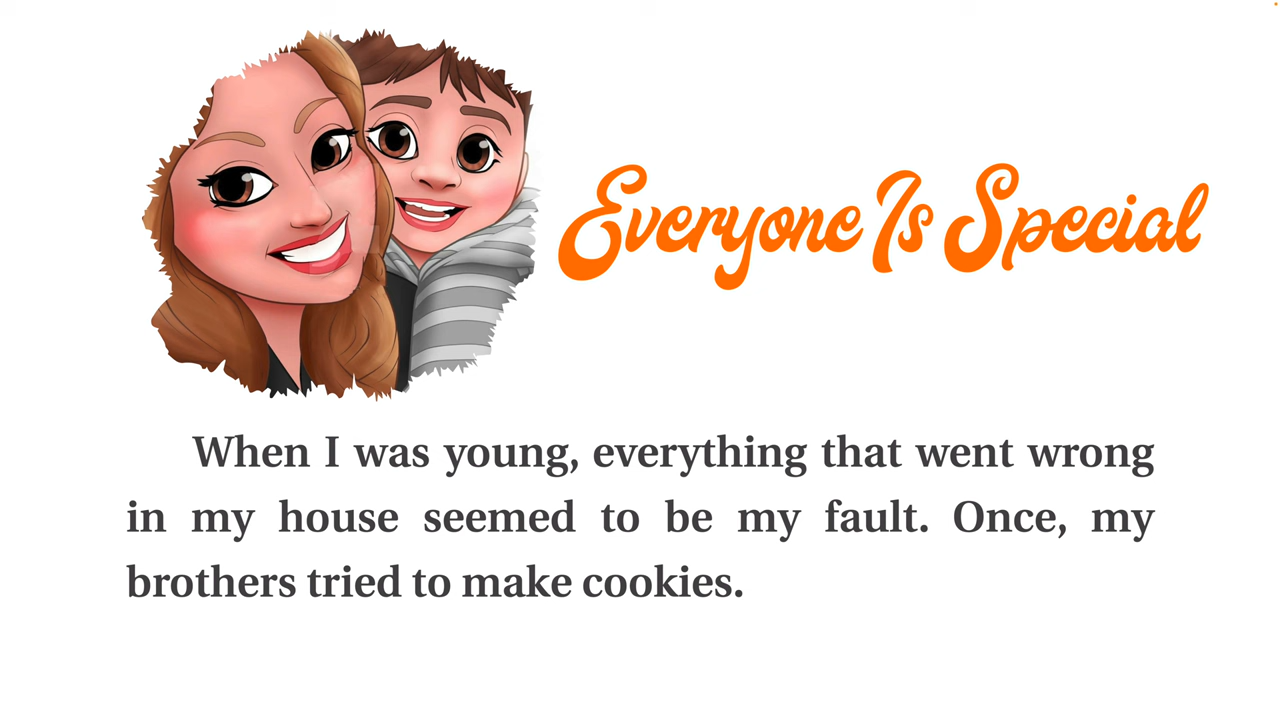 Everyone Is Special
When I was young, everything that went wrong
in my house seemed to be my fault. Once, my
brothers tried to make cookies.